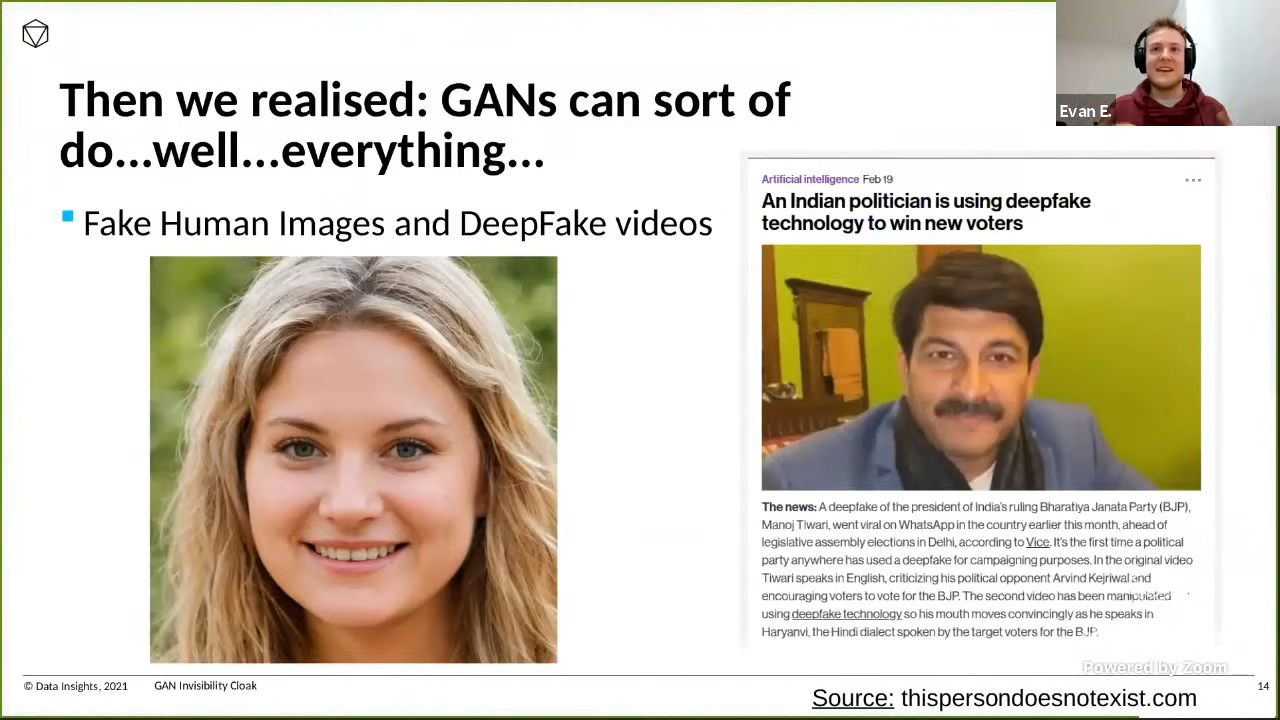 Then we realised: GANs can sort of
do...well...everything...
Evan E.
Fake Human Images and DeepFake videos
Artificial intelligence Feb 19
An Indian politician is using deepfake
technology to win new voters
The news: A deepfake of the president of India's ruling Bharatiya Janata Party (BJP),
Manoj Tiwari, went viral on WhatsApp in the country earlier this month, ahead of
legislative assembly elections in Delhi, according to Vice. It's the first time a political
party anywhere has used a deepfake for campaigning purposes. In the original video
Tiwari speaks in English, criticizing his political opponent Arvind Kejriwal and
encouraging voters to vote for the BJP. The second video has been manipulated
using deepfake technology so his mouth moves convincingly as he speaks in
Haryanvi, the Hindi dialect spoken by the target voters for the BJP.
Powered by Zoom
© Data Insights, 2021 GAN Invisibility Cloak
14
Source: thispersondoesnotexist.com